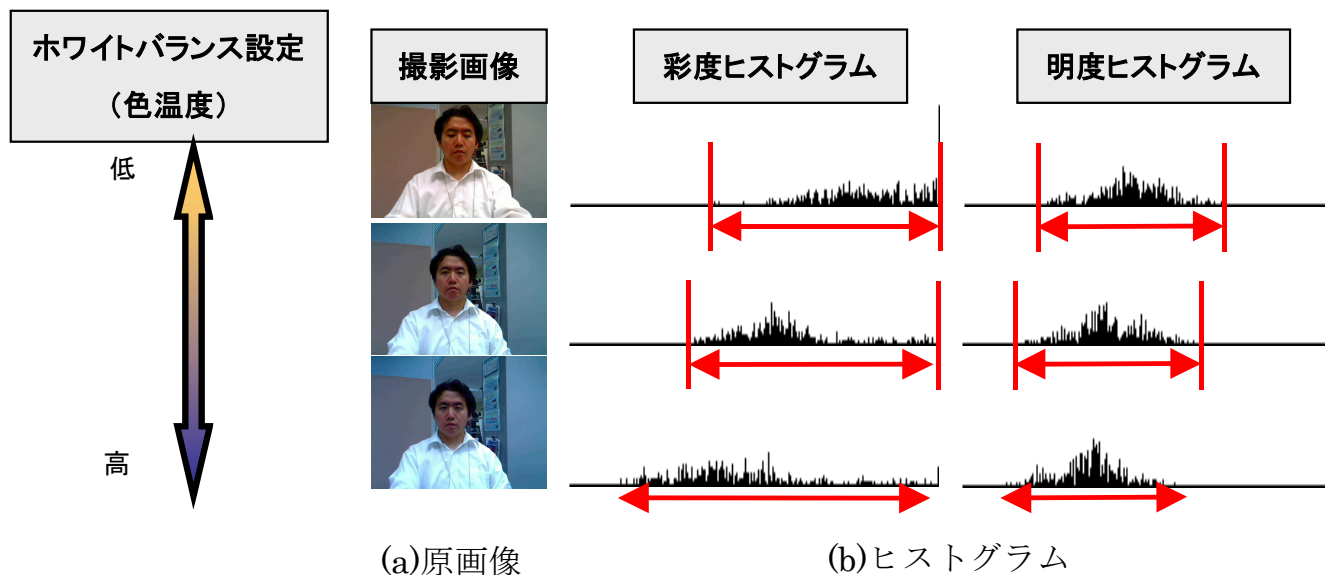 ホワイトバランス設定
（色温度）
撮影画像
彩度ヒストグラム
明度ヒストグラム
低
高
(a)原画像
(b)ヒストグラム